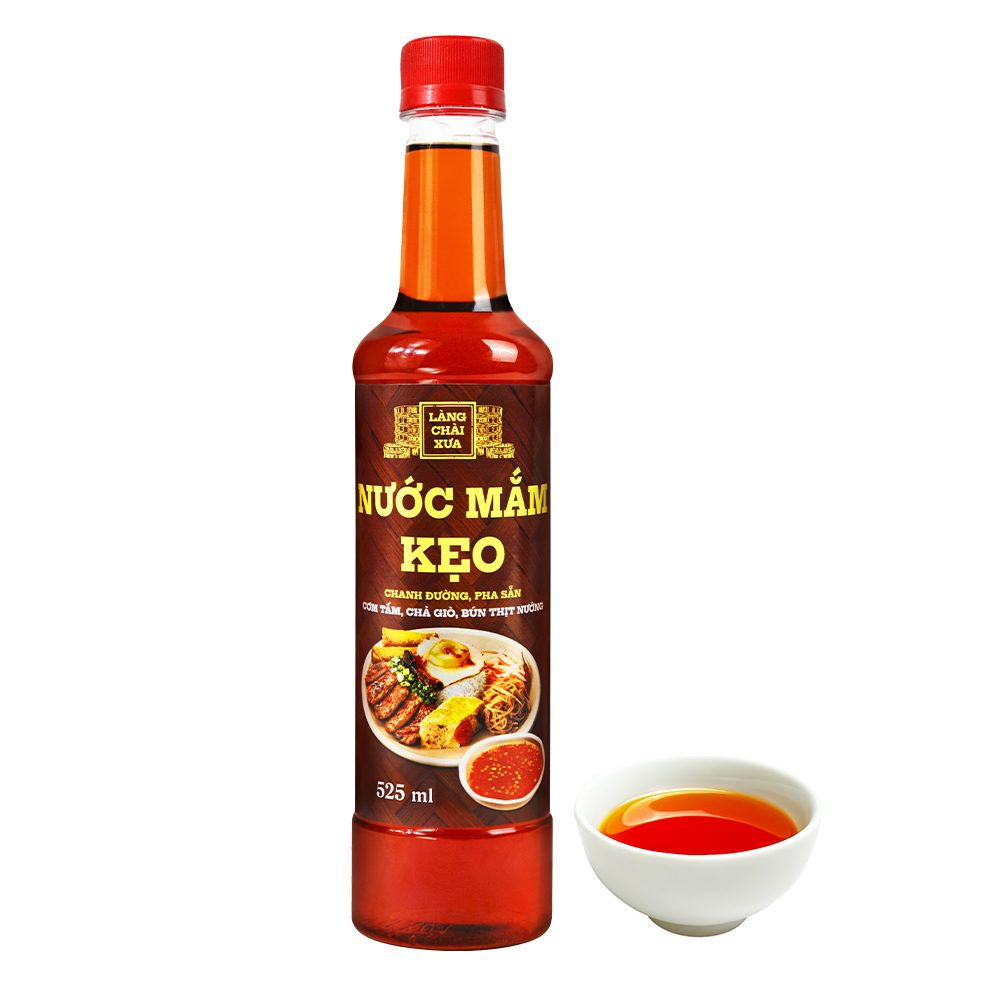 LÀNG
CHÀI
XƯA
NƯỚC MẮM
KẸO
CHANH ĐƯỜNG, PHA SẴN
CƠM TẤM, CHẢ GIÒ, BÚN THỊT NƯỚNG
525 ml